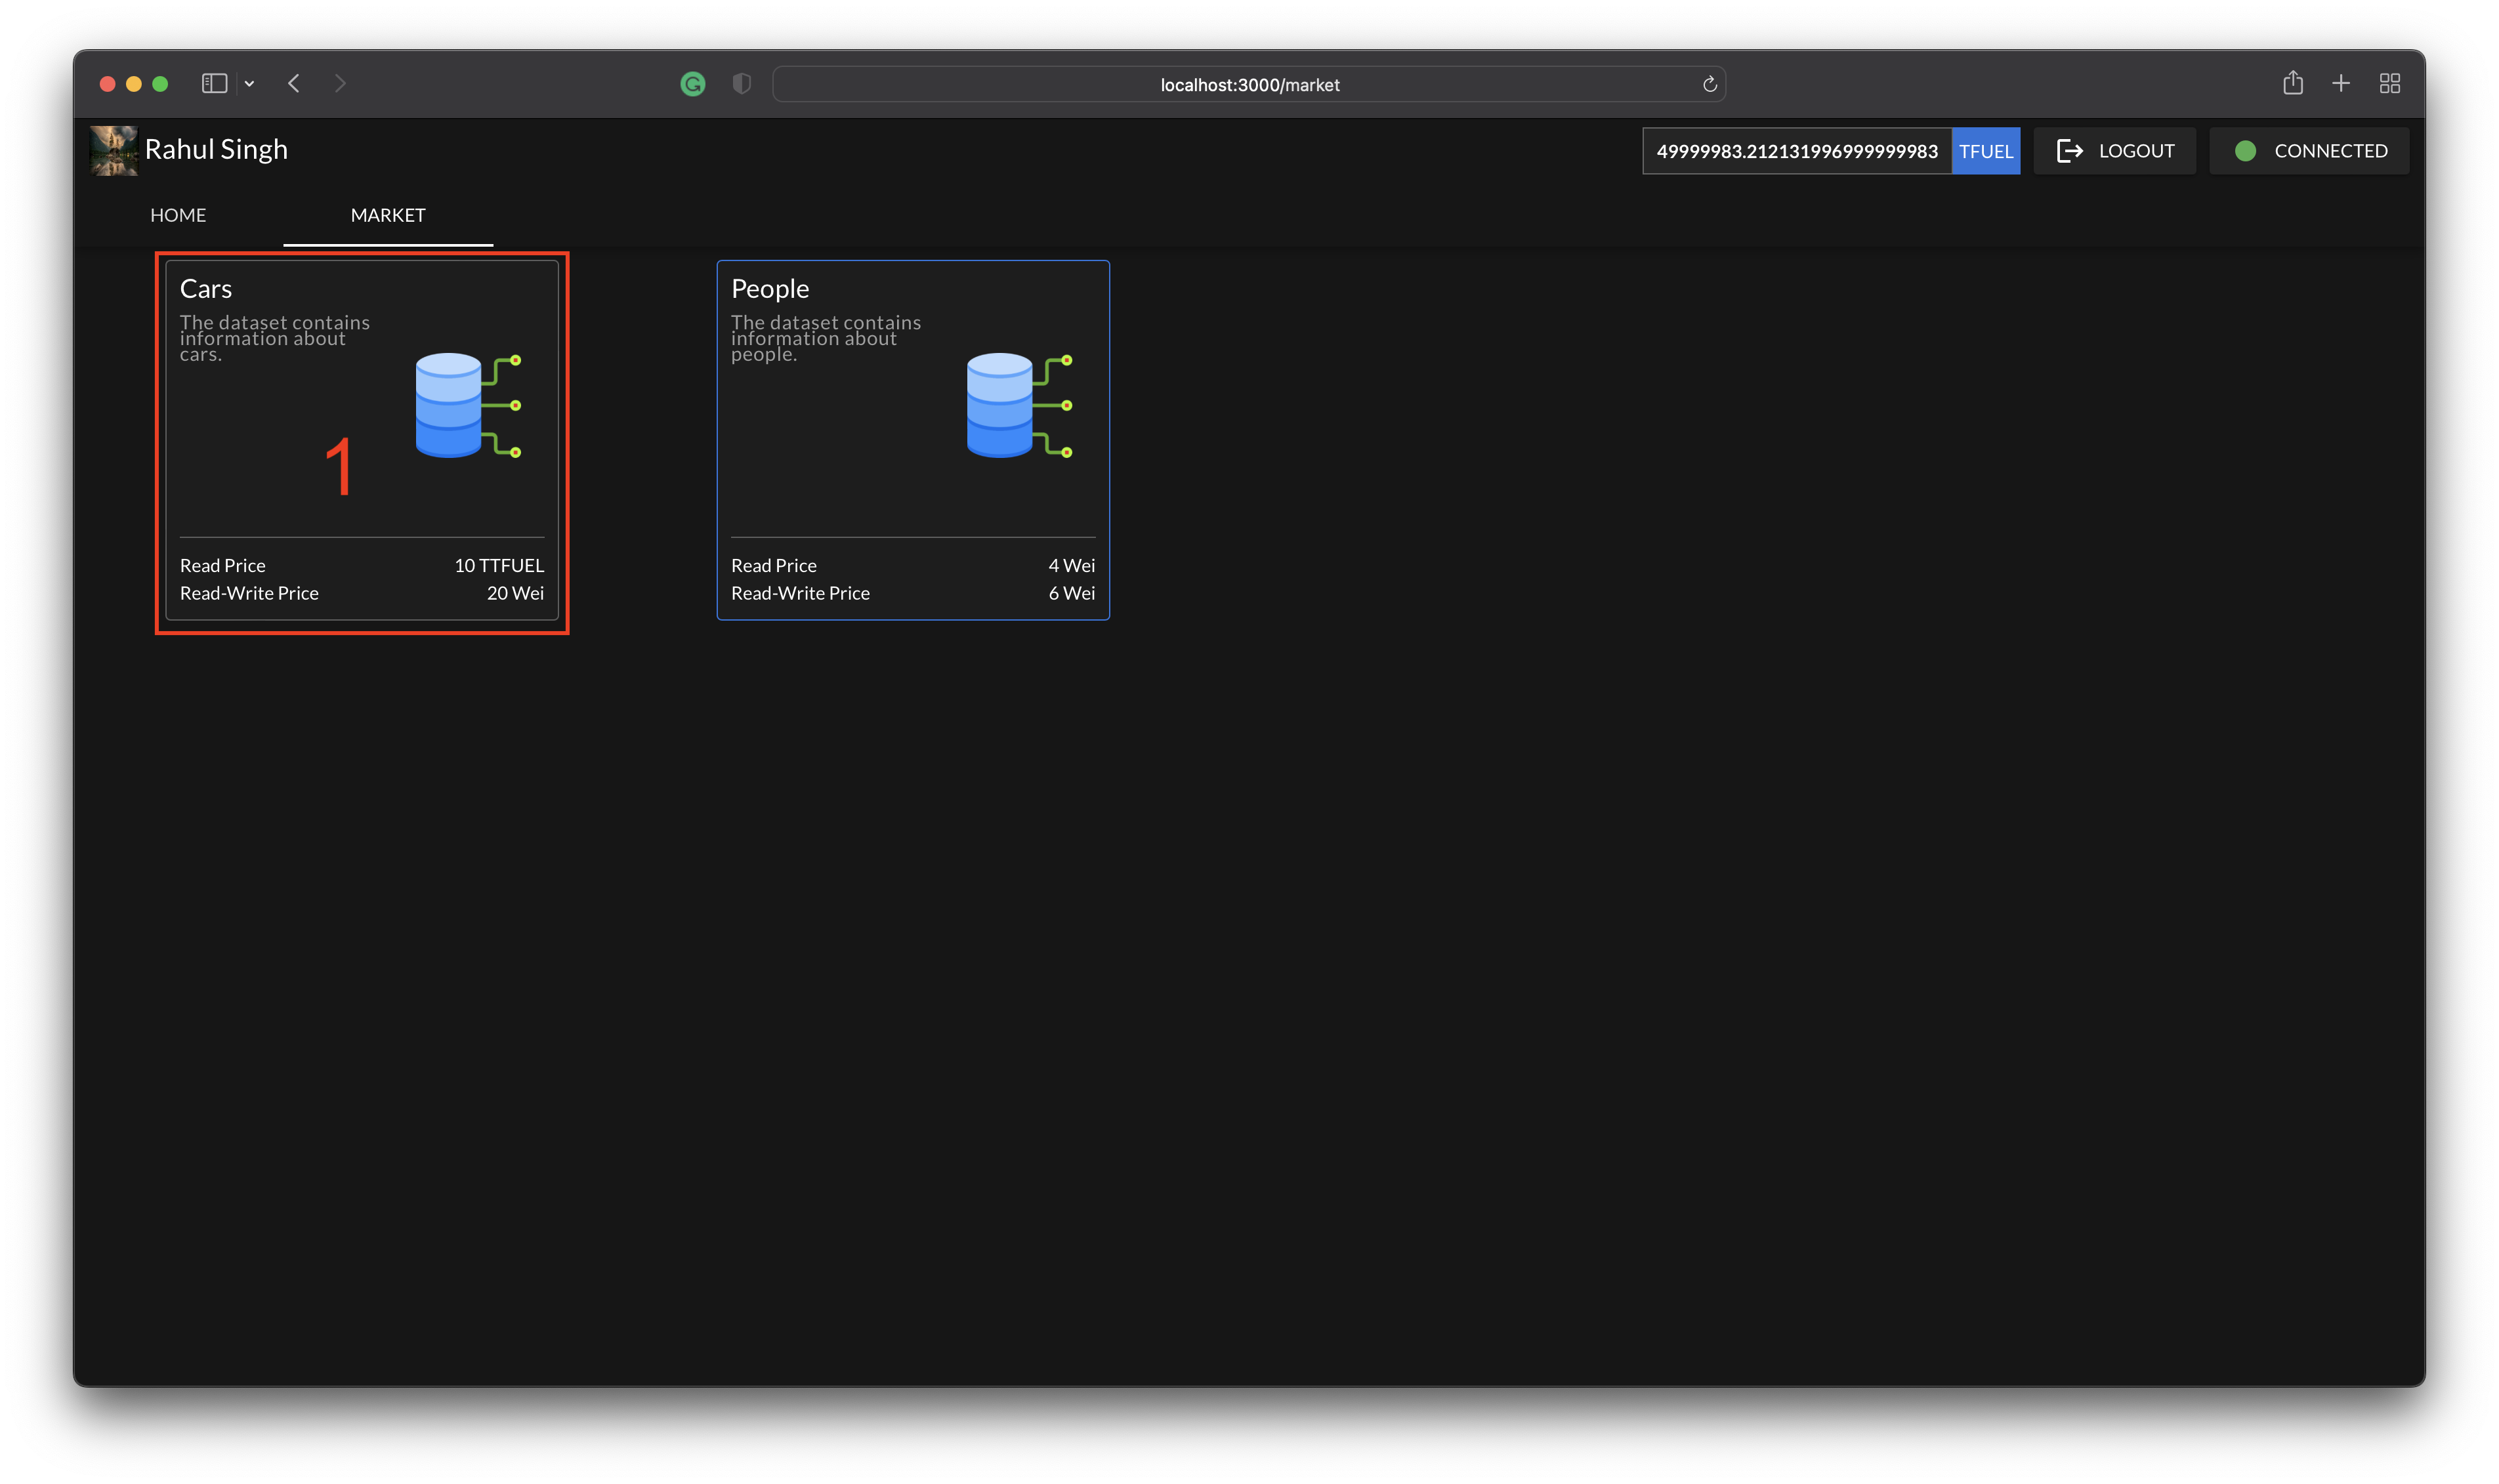 localhost:3000/market
Rahul Singh
49999983.212131996999999983 TFUEL LOGOUT CONNECTED
HOME MARKET
Cars
The dataset contains
information about
cars.
1
Read Price 10 TTFUEL
Read-Write Price 20 Wei
People
The dataset contains
information about
people.
Read Price 4 Wei
Read-Write Price 6 Wei